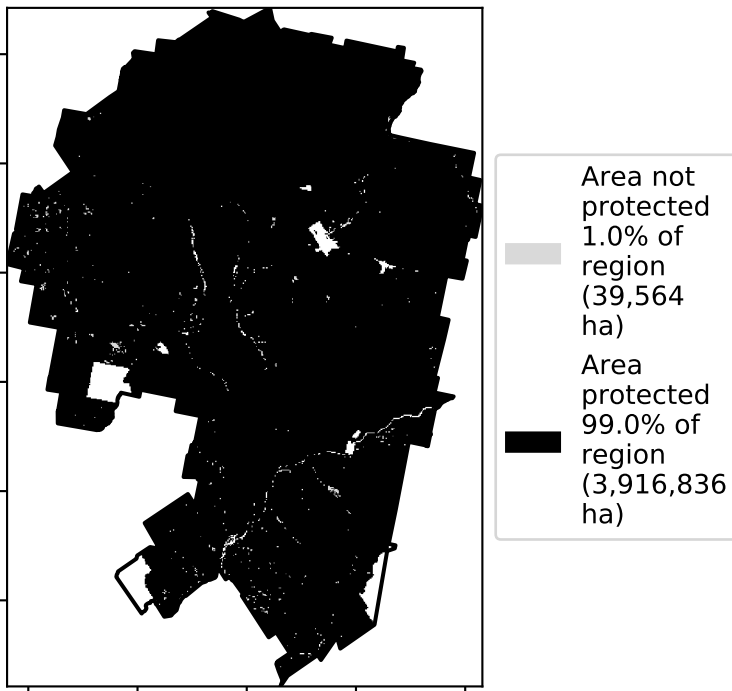 Area not
protected
1.0% of
region
(39,564
ha)
Area
protected
99.0% of
region
(3,916,836
ha)